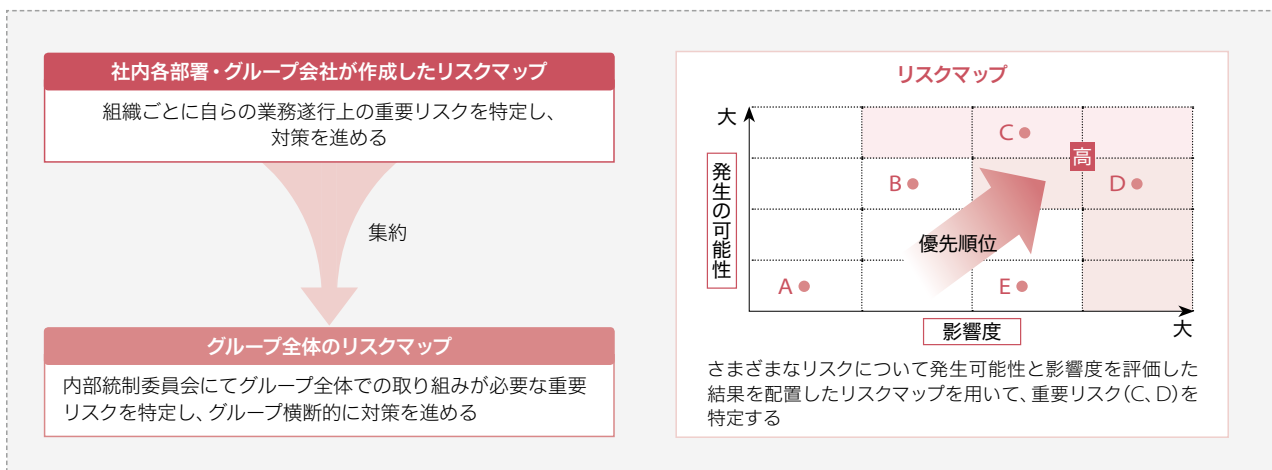 社内各部署・グループ会社が作成したリスクマップ
組織ごとに自らの業務遂行上の重要リスクを特定し、
対策を進める
集約
グループ全体のリスクマップ
内部統制委員会にてグループ全体での取り組みが必要な重要
リスクを特定し、グループ横断的に対策を進める
リスクマップ
大
発生の可能性
C
高
B
D
優先順位
A
E
影響度
大
さまざまなリスクについて発生可能性と影響度を評価した
結果を配置したリスクマップを用いて、重要リスク(C、D)を
特定する